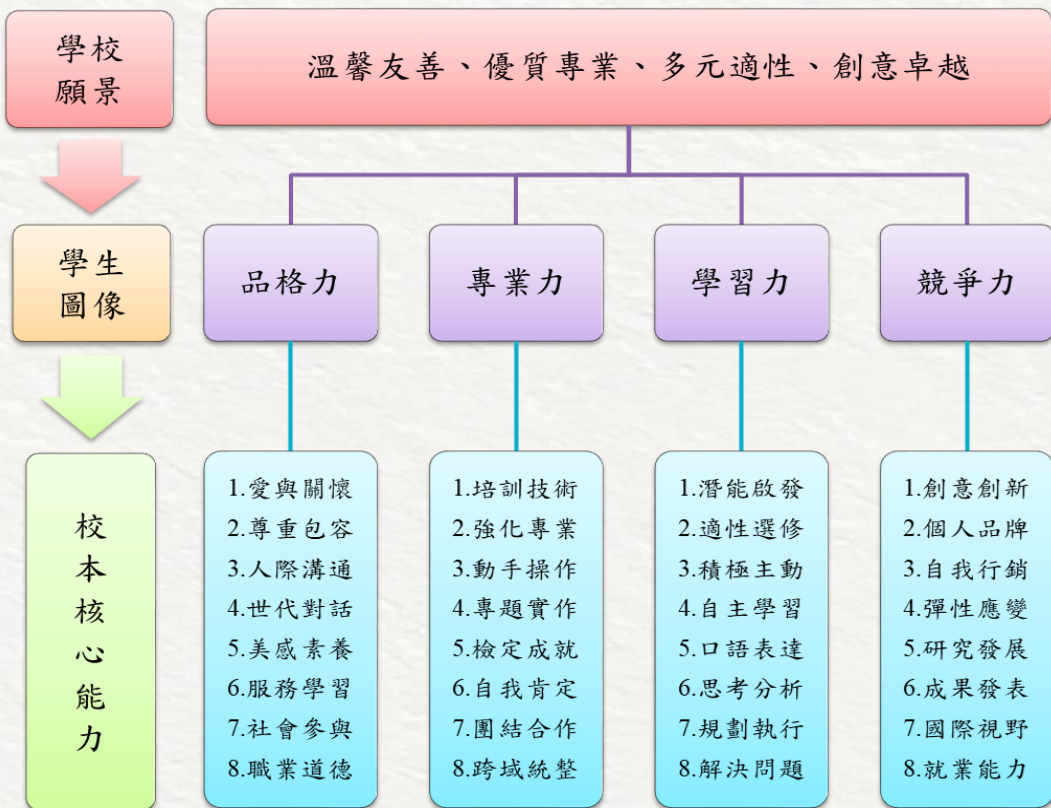 學校
願景
溫馨友善、優質專業、多元適性、創意卓越
學生
圖像
品格力
專業力
學習力
競爭力
校
本
核
心
能
力
1.愛與關懷
2.尊重包容
3.人際溝通
4.世代對話
5.美感素養
6.服務學習
7.社會參與
8.職業道德
1.培訓技術
2.強化專業
3.動手操作
4.專題實作
5.檢定成就
6.自我肯定
7.團結合作
8.跨域統整
1.潛能啟發
2.適性選修
3.積極主動
4.自主學習
5.口語表達
6.思考分析
7.規劃執行
8.解決問題
1.創意創新
2.個人品牌
3.自我行銷
4.彈性應變
5.研究發展
6.成果發表
7.國際視野
8.就業能力